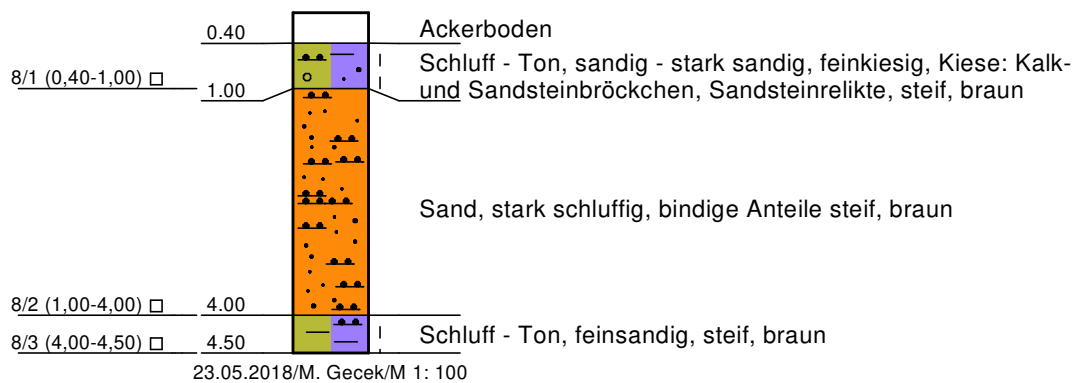 0.40 Ackerboden
Schluff - Ton, sandig - stark sandig, feinkiesig, Kiese: Kalk-
8/1 (0,40-1,00)
1.00 und Sandsteinbröckchen, Sandsteinrelikte, steif, braun
Sand, stark schluffig, bindige Anteile steif, braun
8/2 (1,00-4,00) 4.00
Schluff - Ton, feinsandig, steif, braun
8/3 (4,00-4,50) 4.50
23.05.2018/M. Gecek/M 1: 100